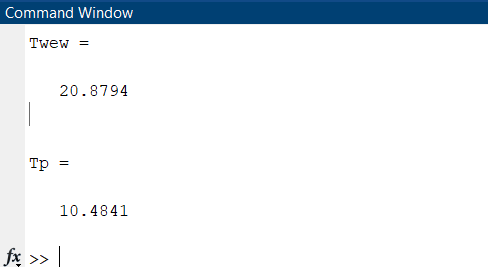 Command Window
Twew =
20.8794
Tp =
10.4841
fx >>